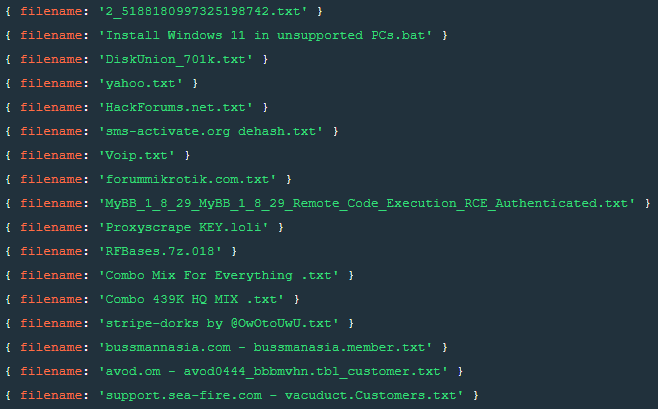 { filename: '2_5188180997325198742.txt' }
{ filename: 'Install Windows 11 in unsupported PCs.bat' }
{ filename: 'DiskUnion_701k.txt' }
{ filename: 'yahoo.txt' }
{ filename: 'HackForums.net.txt' }
{ filename: 'sms-activate.org dehash.txt' }
{ filename: 'Voip.txt' }
{ filename: 'forummikrotik.com.txt' }
{ filename: 'MyBB_1_8_29_MyBB_1_8_29_Remote_Code_Execution_RCE_Authenticated.txt' }
{ filename: 'Proxyscrape KEY.loli' }
{ filename: 'RFBases.7z.018' }
{ filename: 'Combo Mix For Everything .txt' }
{ filename: 'Combo 439K HQ MIX .txt' }
{ filename: 'stripe-dorks by @OwOtoUwU.txt' }
{ filename: 'bussmannasia.com - bussmanasia.member.txt' }
{ filename: 'avod.om - avod0444_bbbmvhn.tbl_customer.txt' }
{ filename: 'support.sea-fire.com - vacuduct.Customers.txt' }